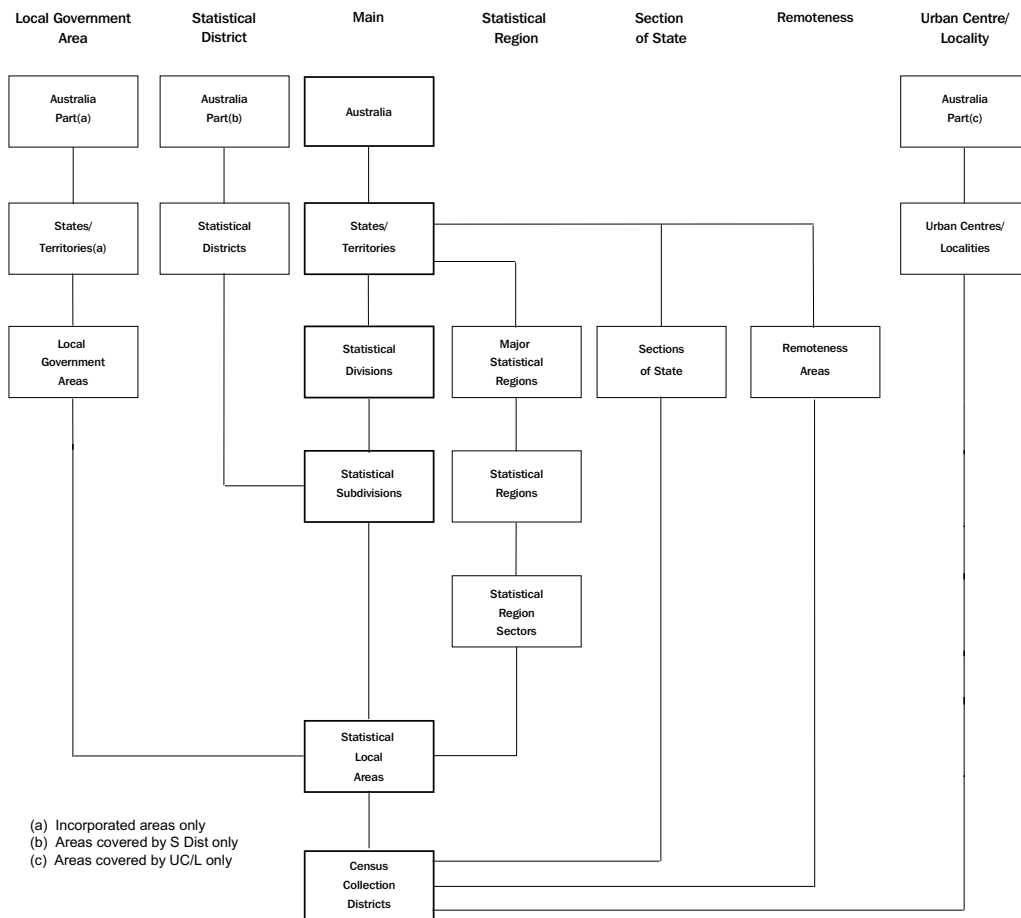 Local Government
Area
Statistical
District
Main
Statistical
Region
Section
of State
Remoteness
Urban Centre/
Locality
Australia
Part(a)
Australia
Part(b)
Australia
Australia
Part(c)
States/
Territories(a)
Statistical
Districts
States/
Territories
Urban Centres/
Localities
Local
Government
Areas
Statistical
Divisions
Major
Statistical
Regions
Sections
of State
Remoteness
Areas
Statistical
Subdivisions
Statistical
Regions
Statistical
Region
Sectors
Statistical
Local
Areas
(a) Incorporated areas only
(b) Areas covered by S Dist only
(c) Areas covered by UC/L only
Census
Collection
Districts